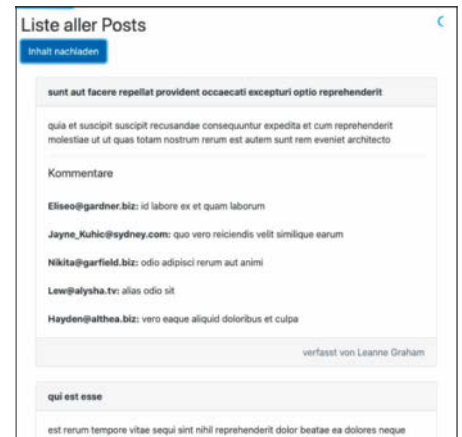 Liste aller Posts
Inhalt nachladen
sunt aut facere repellat provident occaecati excepturi optio reprehenderit
quia et suscipit suscipit recusandae consequuntur expedita et cum reprehenderit
molestiae ut ut quas totam nostrum rerum est autem sunt rem eveniet architecto
Kommentare
Eliseo@gardner.biz: id labore ex et quam laborum
Jayne_Kuhic@sydney.com: quo vero reiciendis velit similique earum
Nikita@garfield.biz: odio adipisci rerum aut animi
Lew@alysha.tv: alias odio sit
Hayden@althea.biz: vero eaque aliquid doloribus et culpa
verfasst von Leanne Graham
qui est esse
est rerum tempore vitae sequi sint nihil reprehenderit dolor beatae ea dolores neque